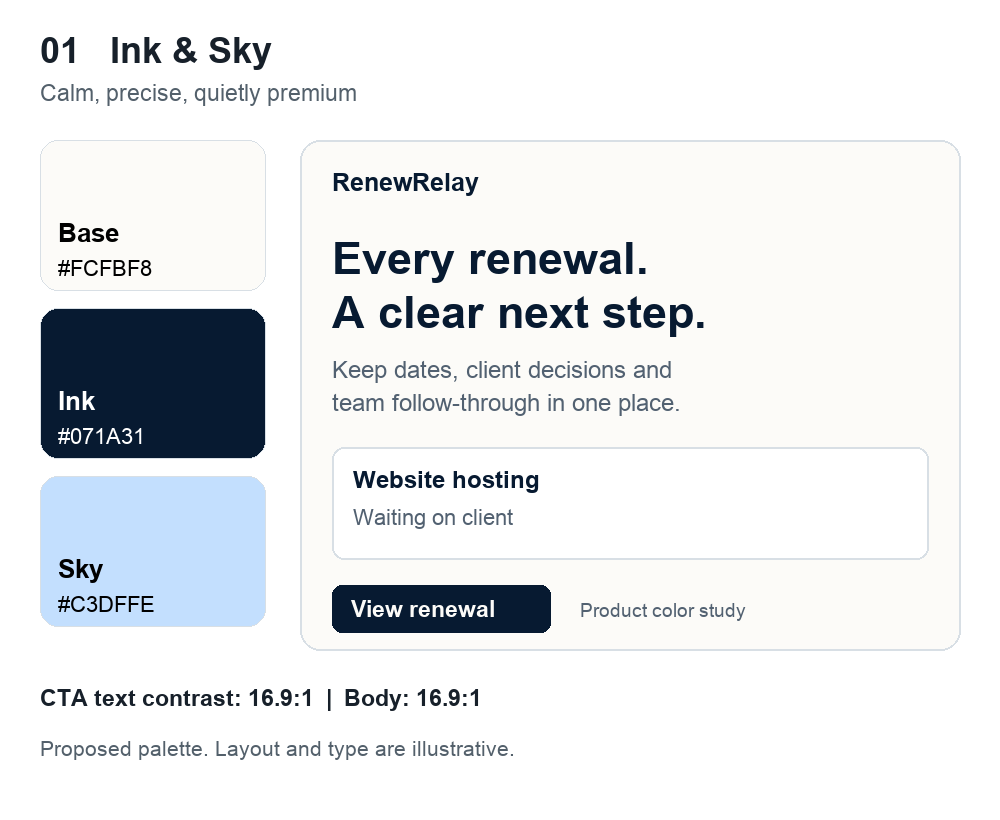 01 Ink & Sky
Calm, precise, quietly premium
Base
#FCFBF8
Ink
#071A31
Sky
#C3DFFE
RenewRelay
Every renewal.
A clear next step.
Keep dates, client decisions and
team follow-through in one place.
Website hosting
Waiting on client
View renewal
Product color study
CTA text contrast: 16.9:1 | Body: 16.9:1
Proposed palette. Layout and type are illustrative.